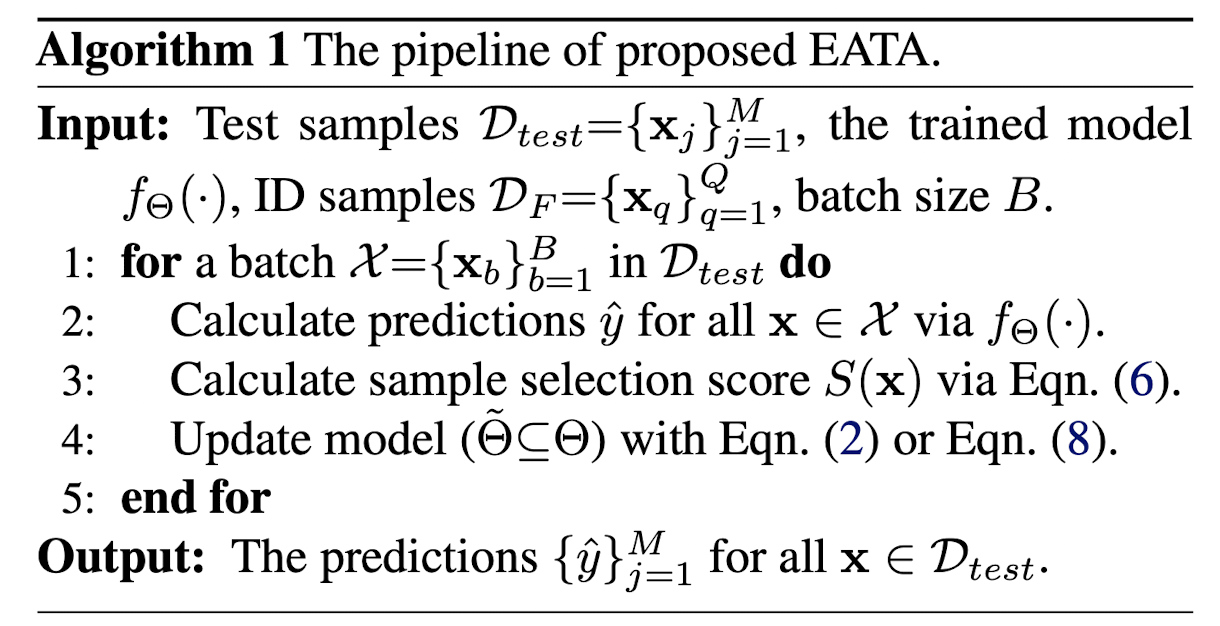 Algorithm 1 The pipeline of proposed EATA.
Input: Test samples $\mathcal{D}_{test}=\{\mathbf{x}_j\}_{j=1}^{M}$, the trained model
$f_{\Theta}(\cdot)$, ID samples $\mathcal{D}_F=\{\mathbf{x}_q\}_{q=1}^{Q}$, batch size $B$.
1: for a batch $\mathcal{X}=\{\mathbf{x}_b\}_{b=1}^{B}$ in $\mathcal{D}_{test}$ do
2: Calculate predictions $\hat{y}$ for all $\mathbf{x} \in \mathcal{X}$ via $f_{\Theta}(\cdot)$.
3: Calculate sample selection score $S(\mathbf{x})$ via Eqn. (6).
4: Update model ($\tilde{\Theta} \subseteq \Theta$) with Eqn. (2) or Eqn. (8).
5: end for
Output: The predictions $\{\hat{y}\}_{j=1}^{M}$ for all $\mathbf{x} \in \mathcal{D}_{test}$.